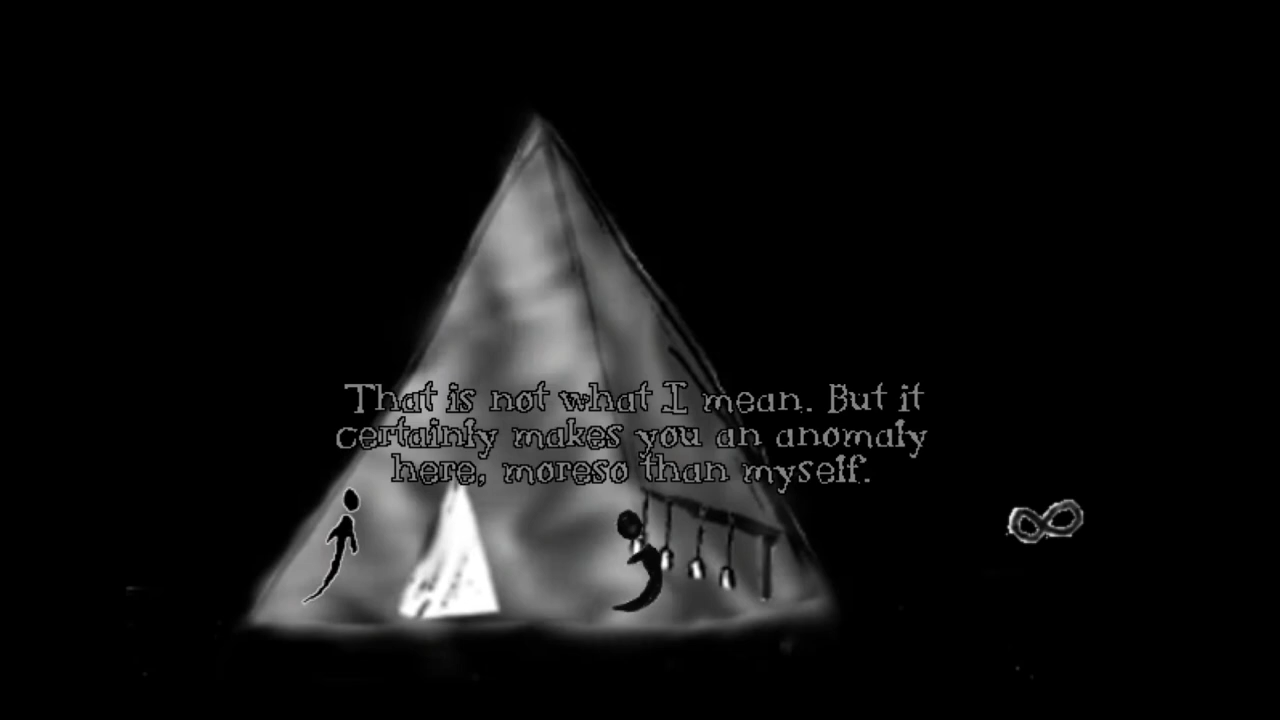 That is not what I mean. But it
certainly makes you an anomaly
here, moreso than myself.